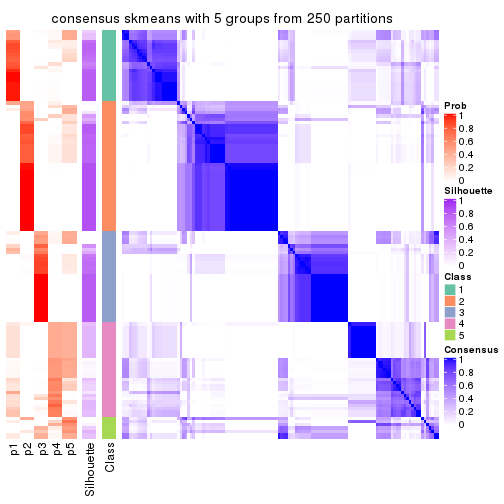 consensus skmeans with 5 groups from 250 partitions
Prob
1
0.8
0.6
0.4
0.2
0
Silhouette
1
0.8
0.6
0.4
0.2
0
Class
1
2
3
4
5
Consensus
1
0.8
0.6
0.4
0.2
0
p1
p2
p3
p4
p5
Silhouette
Class